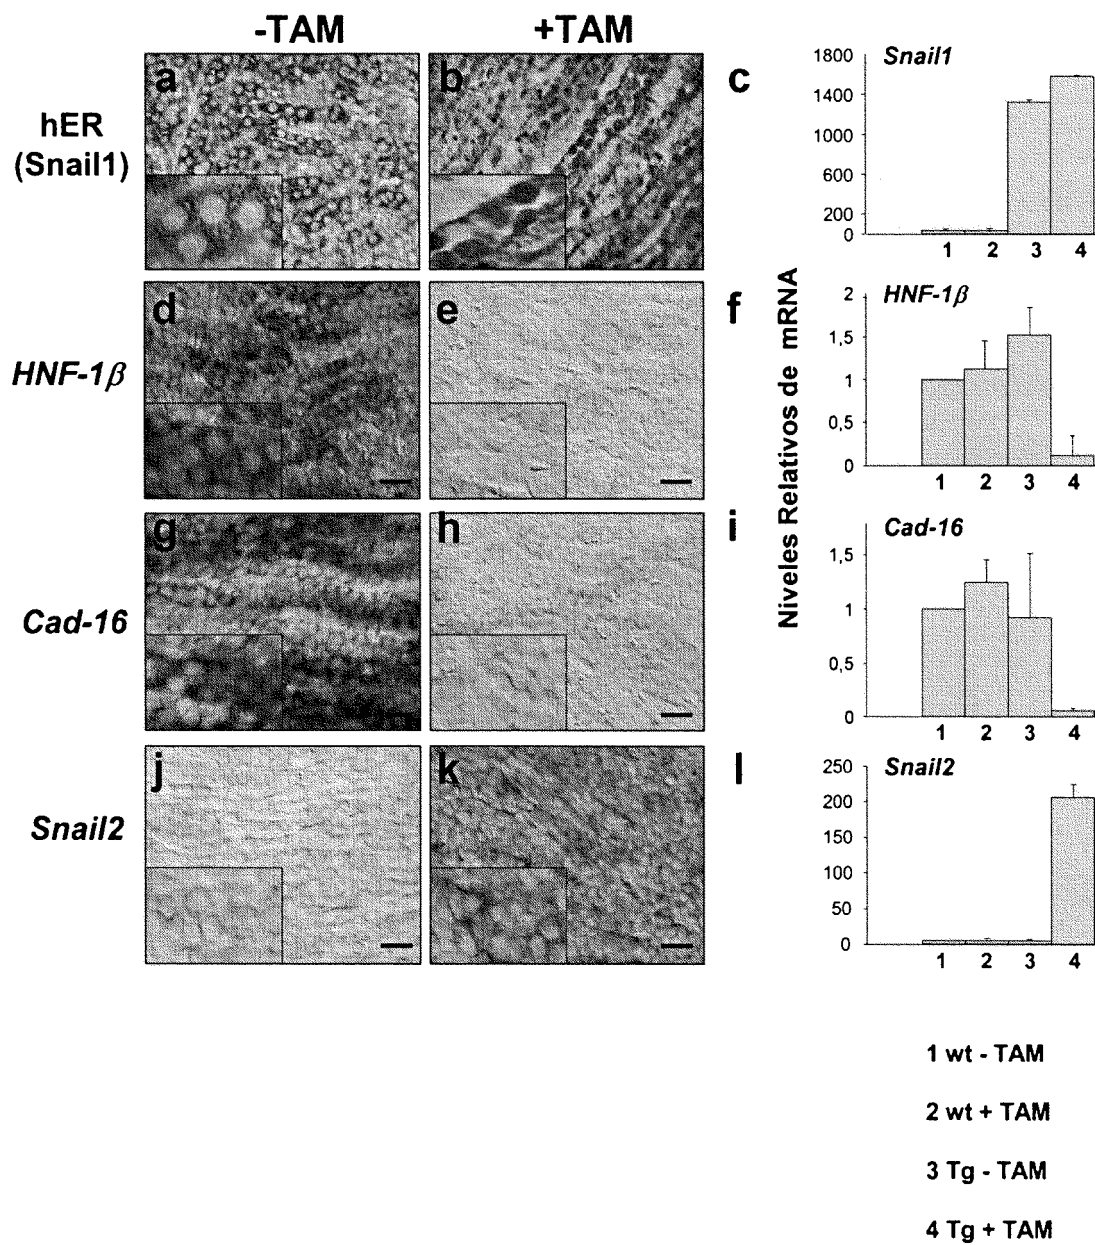 -TAM +TAM
hER
(Snail1)
a
b
c
Snail1
1800
1400
1000
600
200
0
1 2 3 4
HNF-1β
d
e
f
HNF-1β
2
1,5
1
0,5
0
1 2 3 4
Niveles Relativos de mRNA
Cad-16
g
h
i
Cad-16
1,5
1
0,5
0
1 2 3 4
Snail2
j
k
l
Snail2
250
200
150
100
50
0
1 2 3 4
1 wt - TAM
2 wt + TAM
3 Tg - TAM
4 Tg + TAM